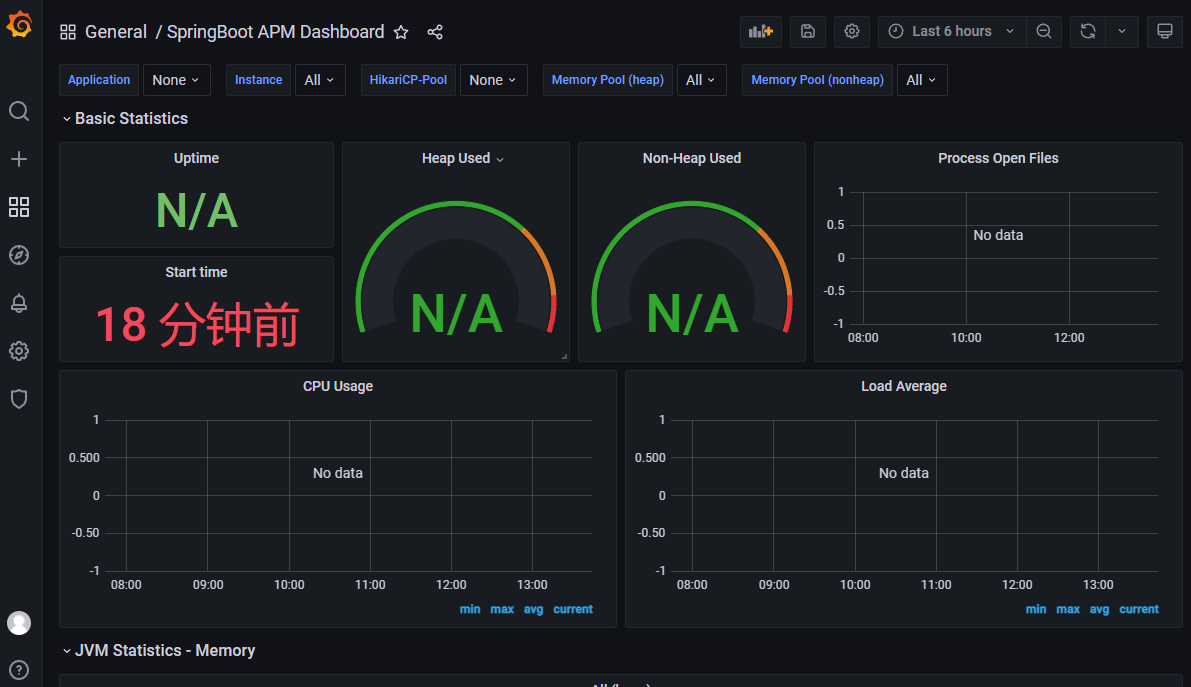 General / SpringBoot APM Dashboard
Last 6 hours
Application None Instance All HikariCP-Pool None Memory Pool (heap) All Memory Pool (nonheap) All
Basic Statistics
Uptime
N/A
Start time
18 分钟前
Heap Used
N/A
Non-Heap Used
N/A
Process Open Files
1
0.5
0
-0.5
-1
No data
08:00 10:00 12:00
CPU Usage
1
0.500
0
-0.50
-1
No data
08:00 09:00 10:00 11:00 12:00 13:00
min max avg current
Load Average
1
0.500
0
-0.50
-1
No data
08:00 09:00 10:00 11:00 12:00 13:00
min max avg current
JVM Statistics - Memory